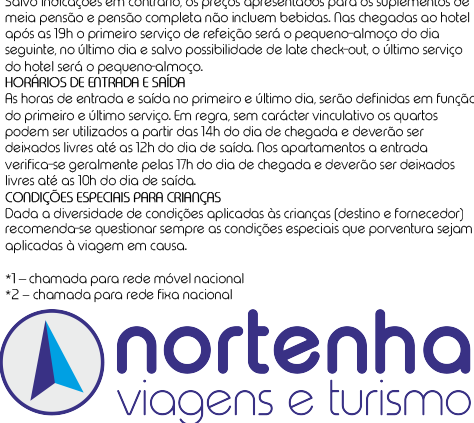 Salvo indicações em contrário, os preços apresentados para os suplementos de
meia pensão e pensão completa não incluem bebidas. Nas chegadas ao hotel
após as 19h o primeiro serviço de refeição será o pequeno-almoço do dia
seguinte, no último dia e salvo possibilidade de late check-out, o último serviço
do hotel será o pequeno-almoço.
HORÁRIOS DE ENTRADA E SAÍDA
As horas de entrada e saída no primeiro e último dia, serão definidas em função
do primeiro e último serviço. Em regra, sem carácter vinculativo os quartos
podem ser utilizados a partir das 14h do dia de chegada e deverão ser
deixados livres até as 12h do dia de saída. Nos apartamentos a entrada
verifica-se geralmente pelas 17h do dia de chegada e deverão ser deixados
livres até as 10h do dia de saída.
CONDIÇÕES ESPECIAIS PARA CRIANÇAS
Dada a diversidade de condições aplicadas às crianças (destino e fornecedor)
recomenda-se questionar sempre as condições especiais que porventura sejam
aplicadas à viagem em causa.
*1 – chamada para rede móvel nacional
*2 – chamada para rede fixa nacional
nortenha
viagens e turismo